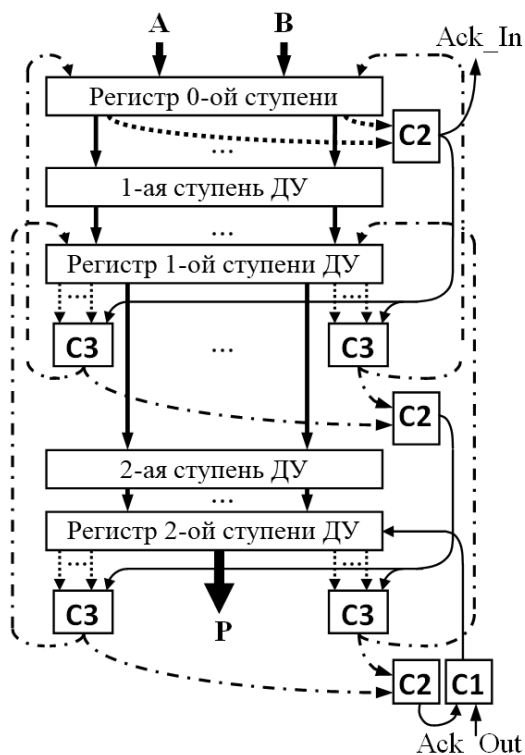 A
B
Ack_In
Регистр 0-ой ступени
C2
...
1-ая ступень ДУ
...
Регистр 1-ой ступени ДУ
...
...
C3
...
C3
C2
2-ая ступень ДУ
...
Регистр 2-ой ступени ДУ
...
...
C3
P
C3
C2
C1
Ack_Out